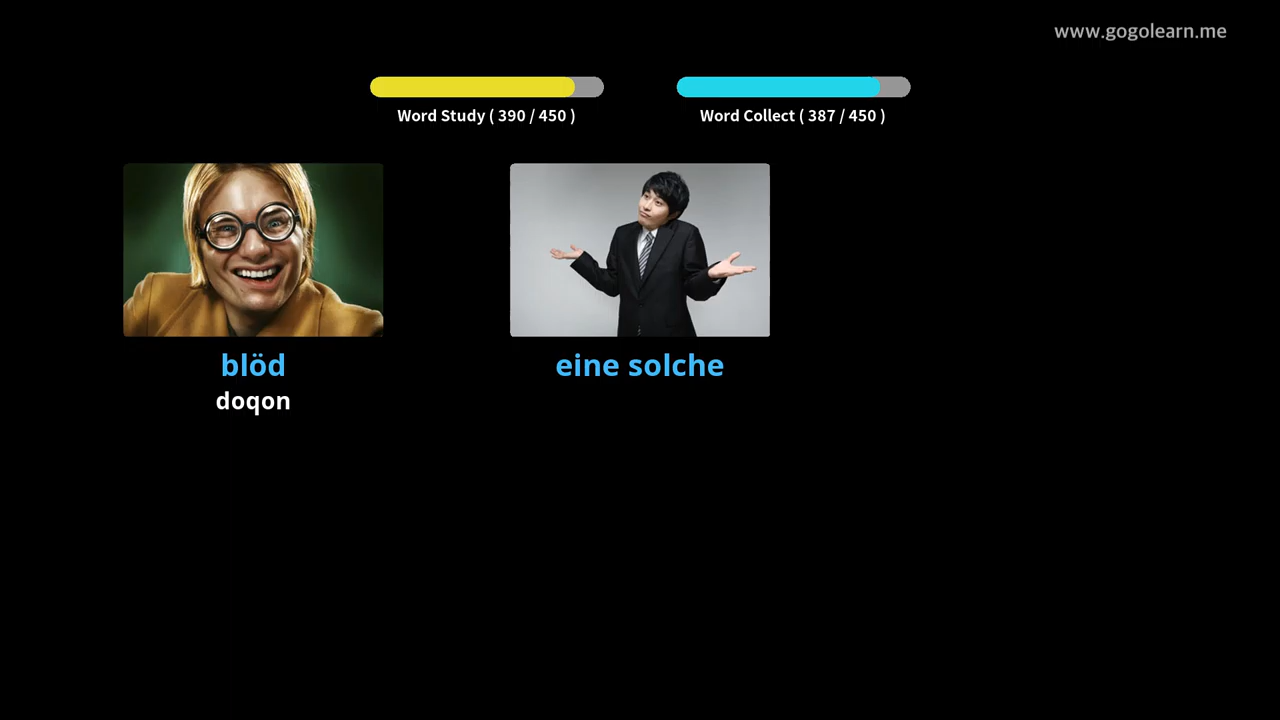 www.gogolearn.me
Word Study ( 390 / 450 )
Word Collect ( 387 / 450 )
blöd
eine solche
doqon